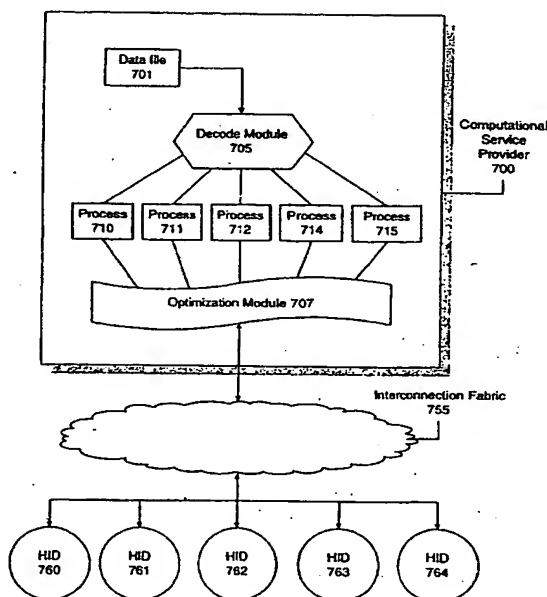 Data file
701
Decode Module
705
Computational
Service
Provider
700
Process
710
Process
711
Process
712
Process
714
Process
715
Optimization Module 707
Interconnection Fabric
755
HID
760
HID
761
HID
762
HID
763
HID
764